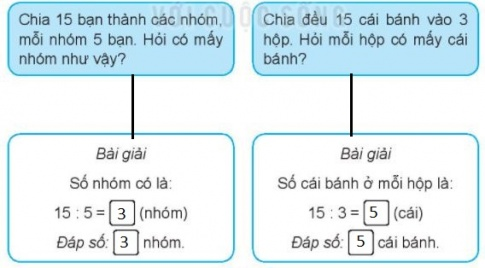 VỚI CUỘC SỐNG
Chia 15 bạn thành các nhóm,
mỗi nhóm 5 bạn. Hỏi có mấy
nhóm như vậy?
Chia đều 15 cái bánh vào 3
hộp. Hỏi mỗi hộp có mấy cái
bánh?
Bài giải
Số nhóm có là:
15 : 5 = 3 (nhóm)
Đáp số: 3 nhóm.
Bài giải
Số cái bánh ở mỗi hộp là:
15 : 3 = 5 (cái)
Đáp số: 5 cái bánh.